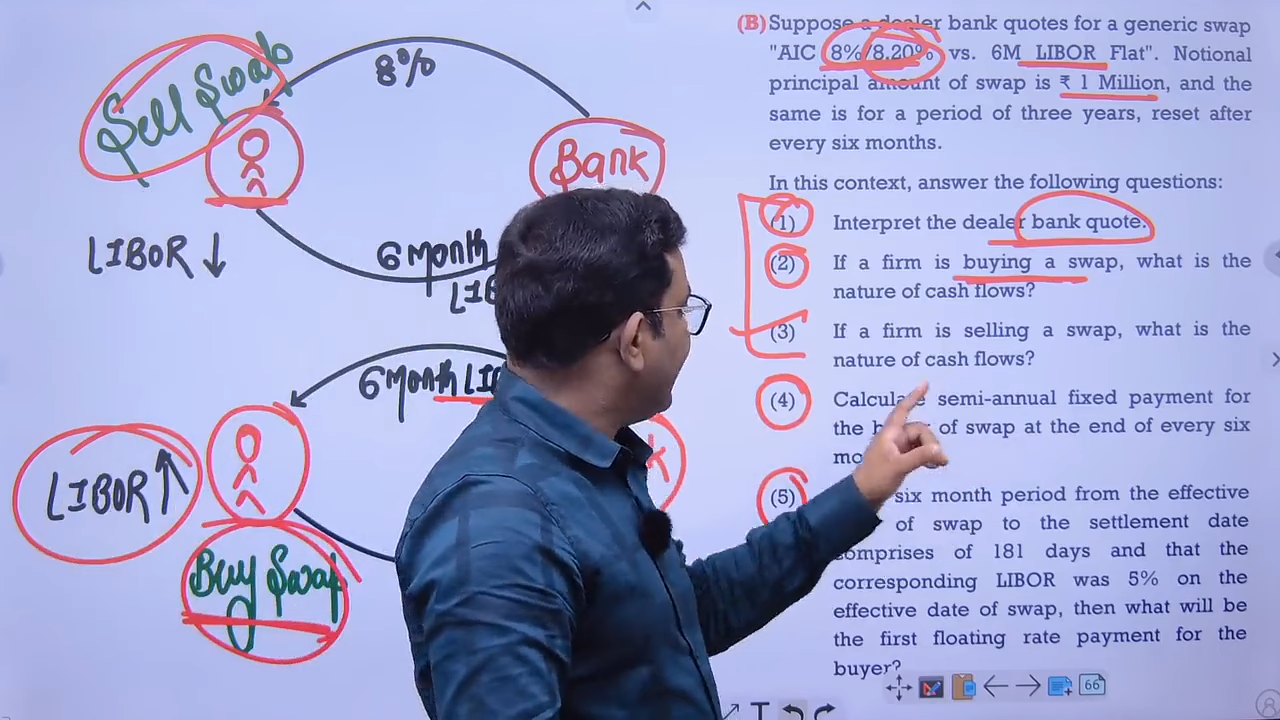 Sell Swap
8%
Bank
LIBOR ↓
6 month
6 month
LIBOR ↑
Buy Swap
(B) Suppose a dealer bank quotes for a generic swap
"AIC 8%/8.20% vs. 6M LIBOR Flat". Notional
principal amount of swap is ₹ 1 Million, and the
same is for a period of three years, reset after
every six months.
In this context, answer the following questions:
(1) Interpret the dealer bank quote.
(2) If a firm is buying a swap, what is the
nature of cash flows?
(3) If a firm is selling a swap, what is the
nature of cash flows?
(4) Calculate semi-annual fixed payment for
the of swap at the end of every six
(5) six month period from the effective
of swap to the settlement date
comprises of 181 days and that the
corresponding LIBOR was 5% on the
effective date of swap, then what will be
the first floating rate payment for the
buyer?
66